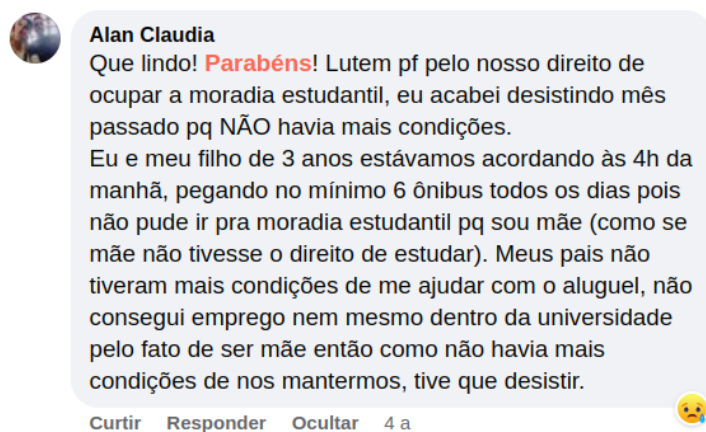 Alan Claudia
Que lindo! Parabéns! Lutem pf pelo nosso direito de
ocupar a moradia estudantil, eu acabei desistindo mês
passado pq NÃO havia mais condições.
Eu e meu filho de 3 anos estávamos acordando às 4h da
manhã, pegando no mínimo 6 ônibus todos os dias pois
não pude ir pra moradia estudantil pq sou mãe (como se
mãe não tivesse o direito de estudar). Meus pais não
tiveram mais condições de me ajudar com o aluguel, não
consegui emprego nem mesmo dentro da universidade
pelo fato de ser mãe então como não havia mais
condições de nos mantermos, tive que desistir.
Curtir Responder Ocultar 4 a